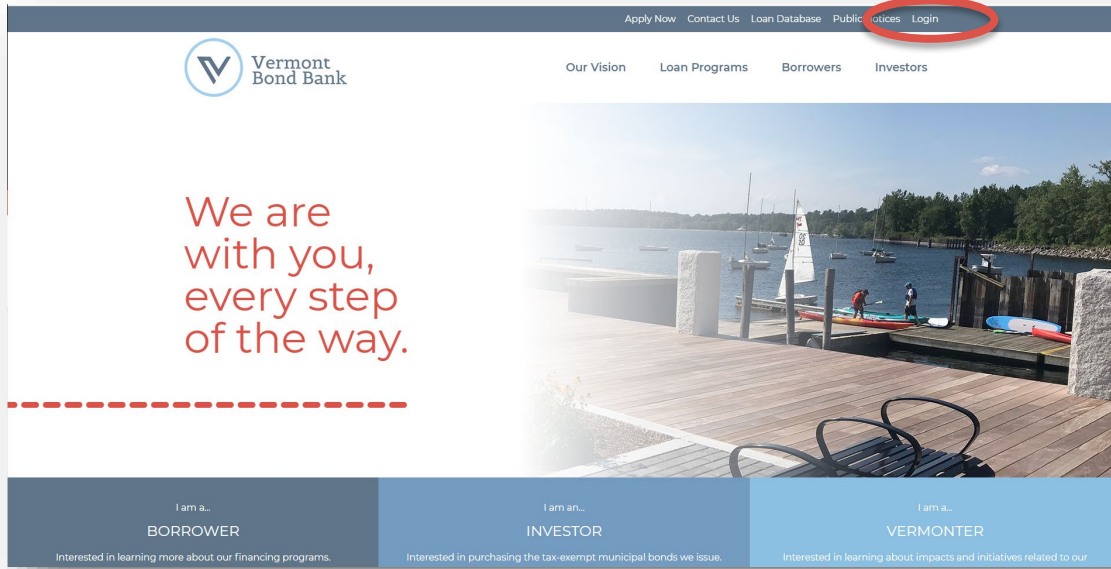 Apply Now Contact Us Loan Database Public Notices Login
Vermont
Bond Bank
Our Vision Loan Programs Borrowers Investors
We are
with you,
every step
of the way.
I am a...
BORROWER
Interested in learning more about our financing programs.
I am an...
INVESTOR
Interested in purchasing the tax-exempt municipal bonds we issue.
I am a...
VERMONTER
Interested in learning about impacts and initiatives related to our